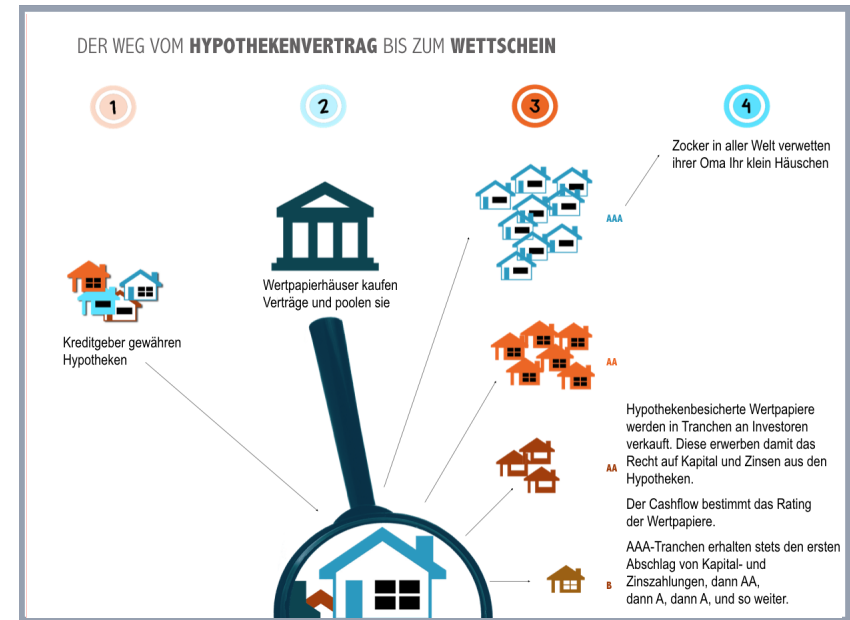 DER WEG VOM HYPOTHEKENVERTRAG BIS ZUM WETTSCHEIN
1
2
3
4
Zocker in aller Welt verwetten
ihrer Oma Ihr klein Häuschen
AAA
Wertpapierhäuser kaufen
Verträge und poolen sie
Kreditgeber gewähren
Hypotheken
AA
Hypothekenbesicherte Wertpapiere
werden in Tranchen an Investoren
verkauft. Diese erwerben damit das
Recht auf Kapital und Zinsen aus den
Hypotheken.
AA
Der Cashflow bestimmt das Rating
der Wertpapiere.
AAA-Tranchen erhalten stets den ersten
Abschlag von Kapital- und
Zinszahlungen, dann AA,
dann A, dann A, und so weiter.
B